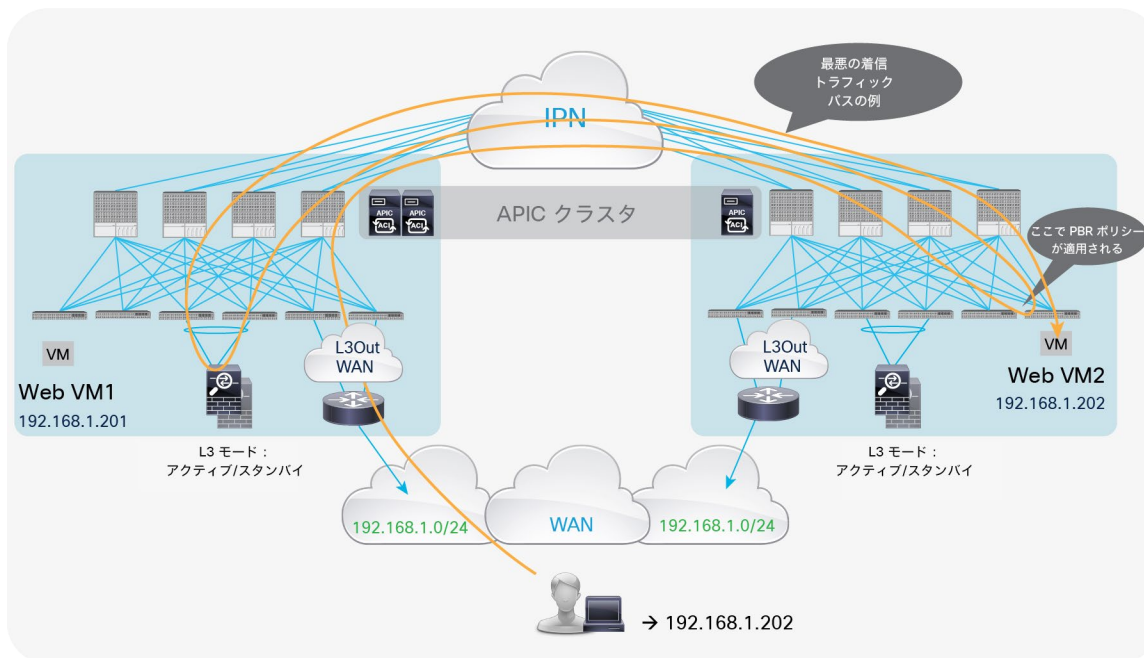 最悪の着信
トラフィック
パスの例
IPN
APIC
ACI
APIC
ACI
APIC クラスタ
APIC
ACI
ここで PBR ポリシー
が適用される
VM
Web VM1
192.168.1.201
L3Out
WAN
L3 モード：
アクティブ/スタンバイ
L3Out
WAN
VM
Web VM2
192.168.1.202
L3 モード：
アクティブ/スタンバイ
192.168.1.0/24
WAN
192.168.1.0/24
→ 192.168.1.202